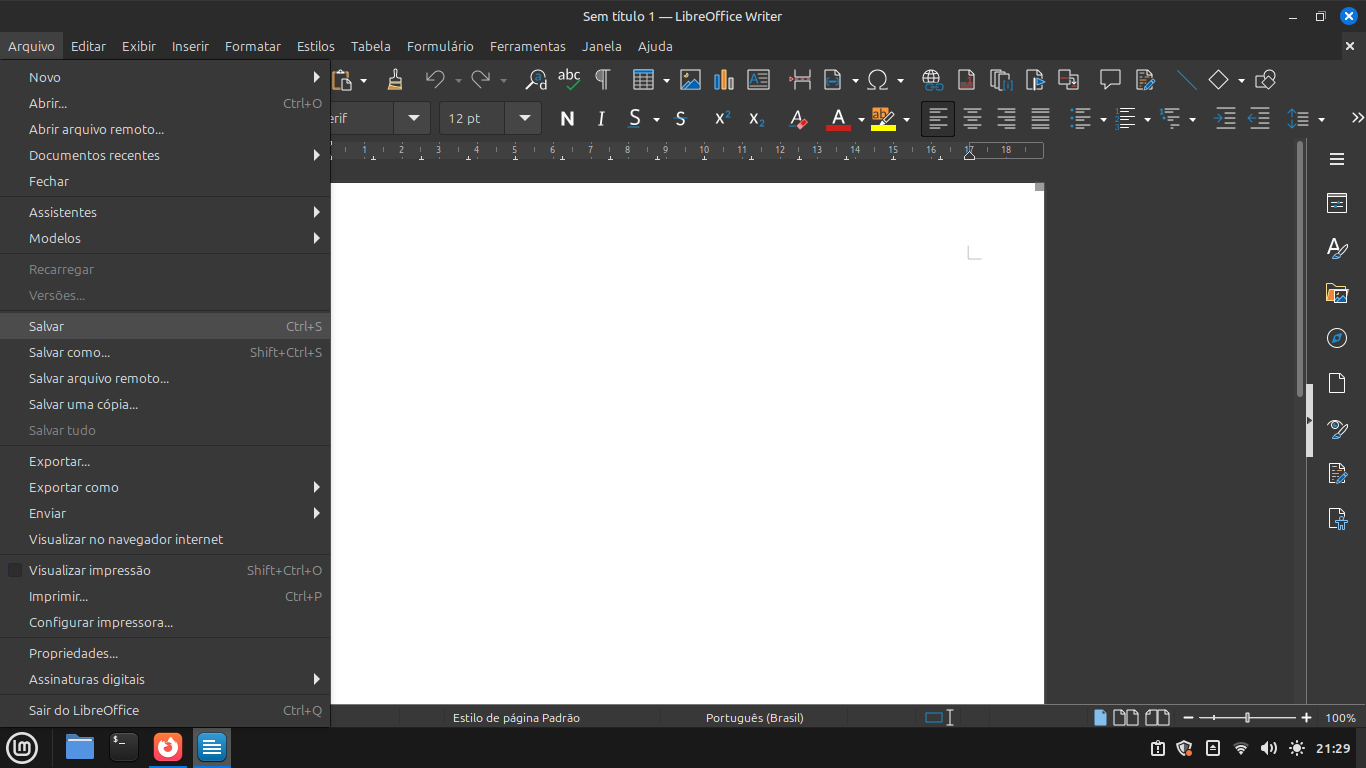 Sem título 1 — LibreOffice Writer
Arquivo Editar Exibir Inserir Formatar Estilos Tabela Formulário Ferramentas Janela Ajuda
Novo
Abrir... Ctrl+O
Abrir arquivo remoto...
Documentos recentes
Fechar
Assistentes
Modelos
Recarregar
Versões...
Salvar Ctrl+S
Salvar como... Shift+Ctrl+S
Salvar arquivo remoto...
Salvar uma cópia...
Salvar tudo
Exportar...
Exportar como
Enviar
Visualizar no navegador internet
Visualizar impressão Shift+Ctrl+O
Imprimir... Ctrl+P
Configurar impressora...
Propriedades...
Assinaturas digitais
Sair do LibreOffice Ctrl+Q
abc
erif 12 pt N I S S X² X₂ A A ab
1 2 3 4 5 6 7 8 9 10 11 12 13 14 15 16 17 18
Estilo de página Padrão Português (Brasil) 100%
21:29